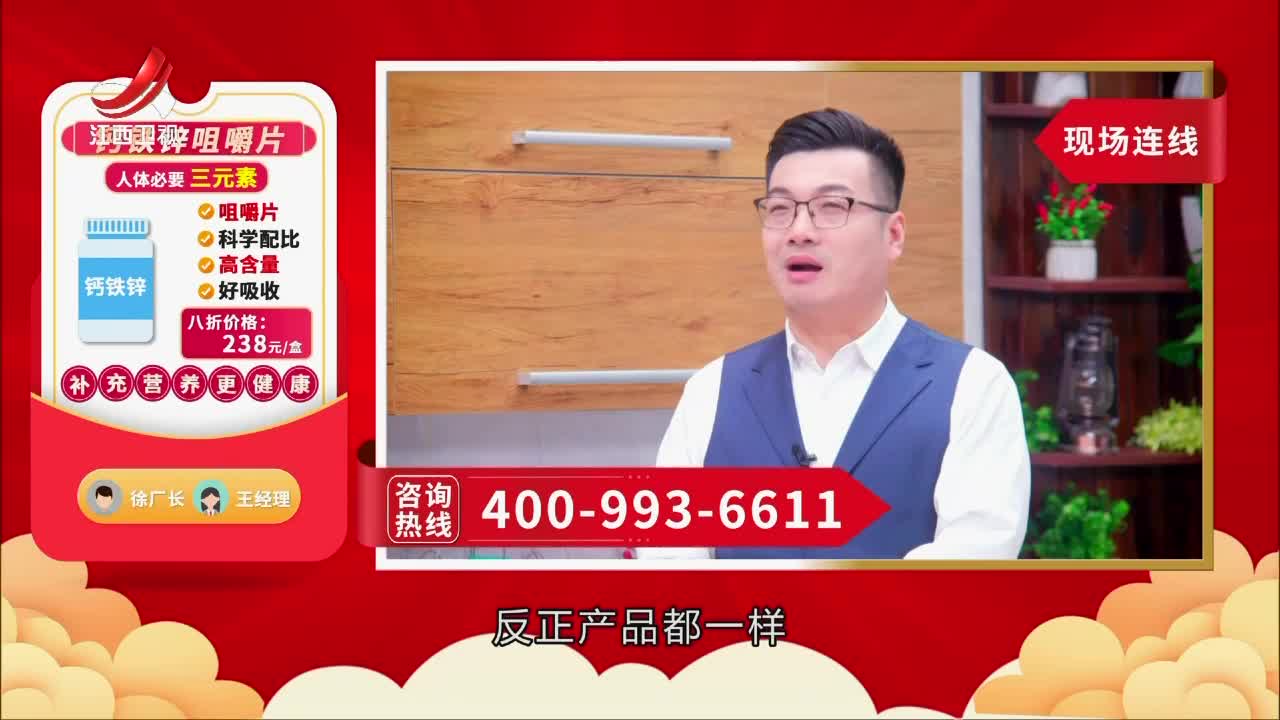 江西卫视
钙铁锌咀嚼片
人体必要 三元素
咀嚼片
科学配比
高含量
好吸收
钙铁锌
八折价格：
238元/盒
补充营养更健康
徐厂长 王经理
现场连线
咨询热线
400-993-6611
反正产品都一样